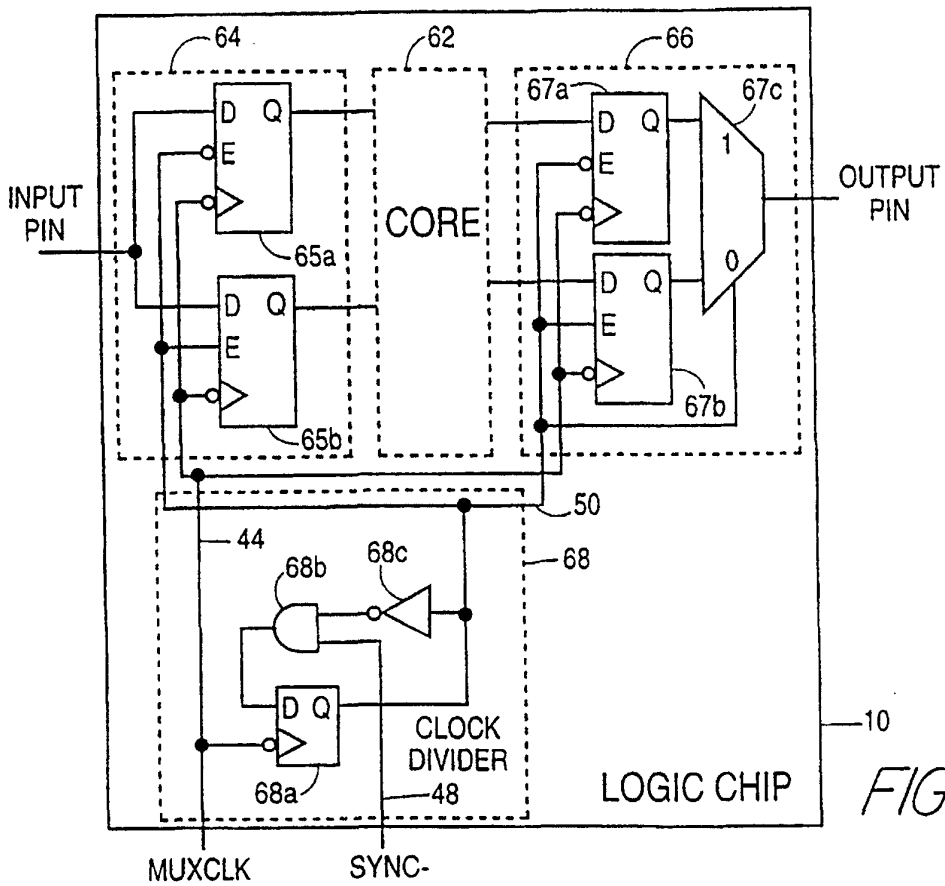 64
62
66
67a
67c
D Q
E
65a
D Q
E
65b
INPUT
PIN
CORE
D Q
E
D Q
E
67b
1
0
OUTPUT
PIN
50
44
68
68b
68c
D Q
68a
CLOCK
DIVIDER
48
10
LOGIC CHIP
FIG
MUXCLK
SYNC-